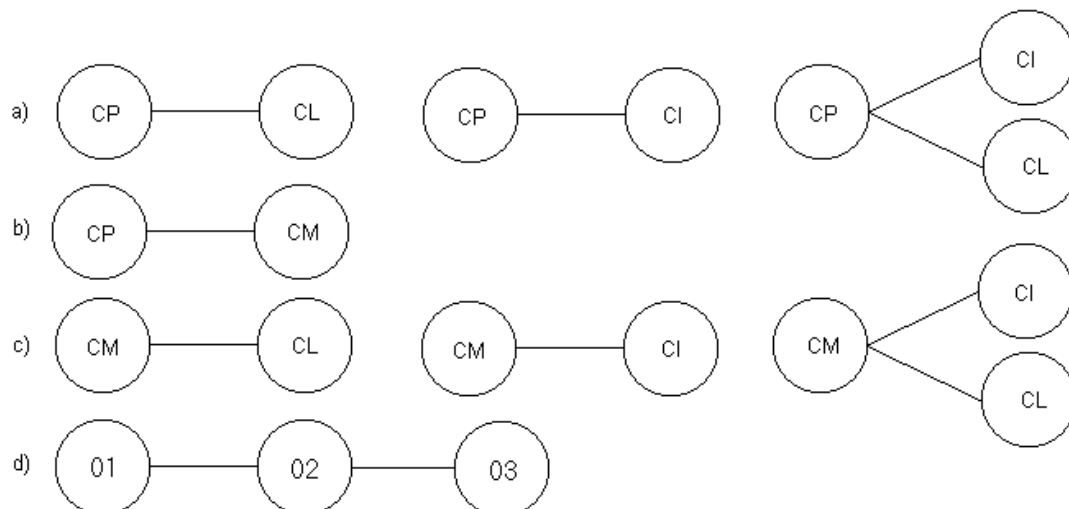 a) CP CL CP CI CP CI CL
b) CP CM
c) CM CL CM CI CM CI CL
d) 01 02 03